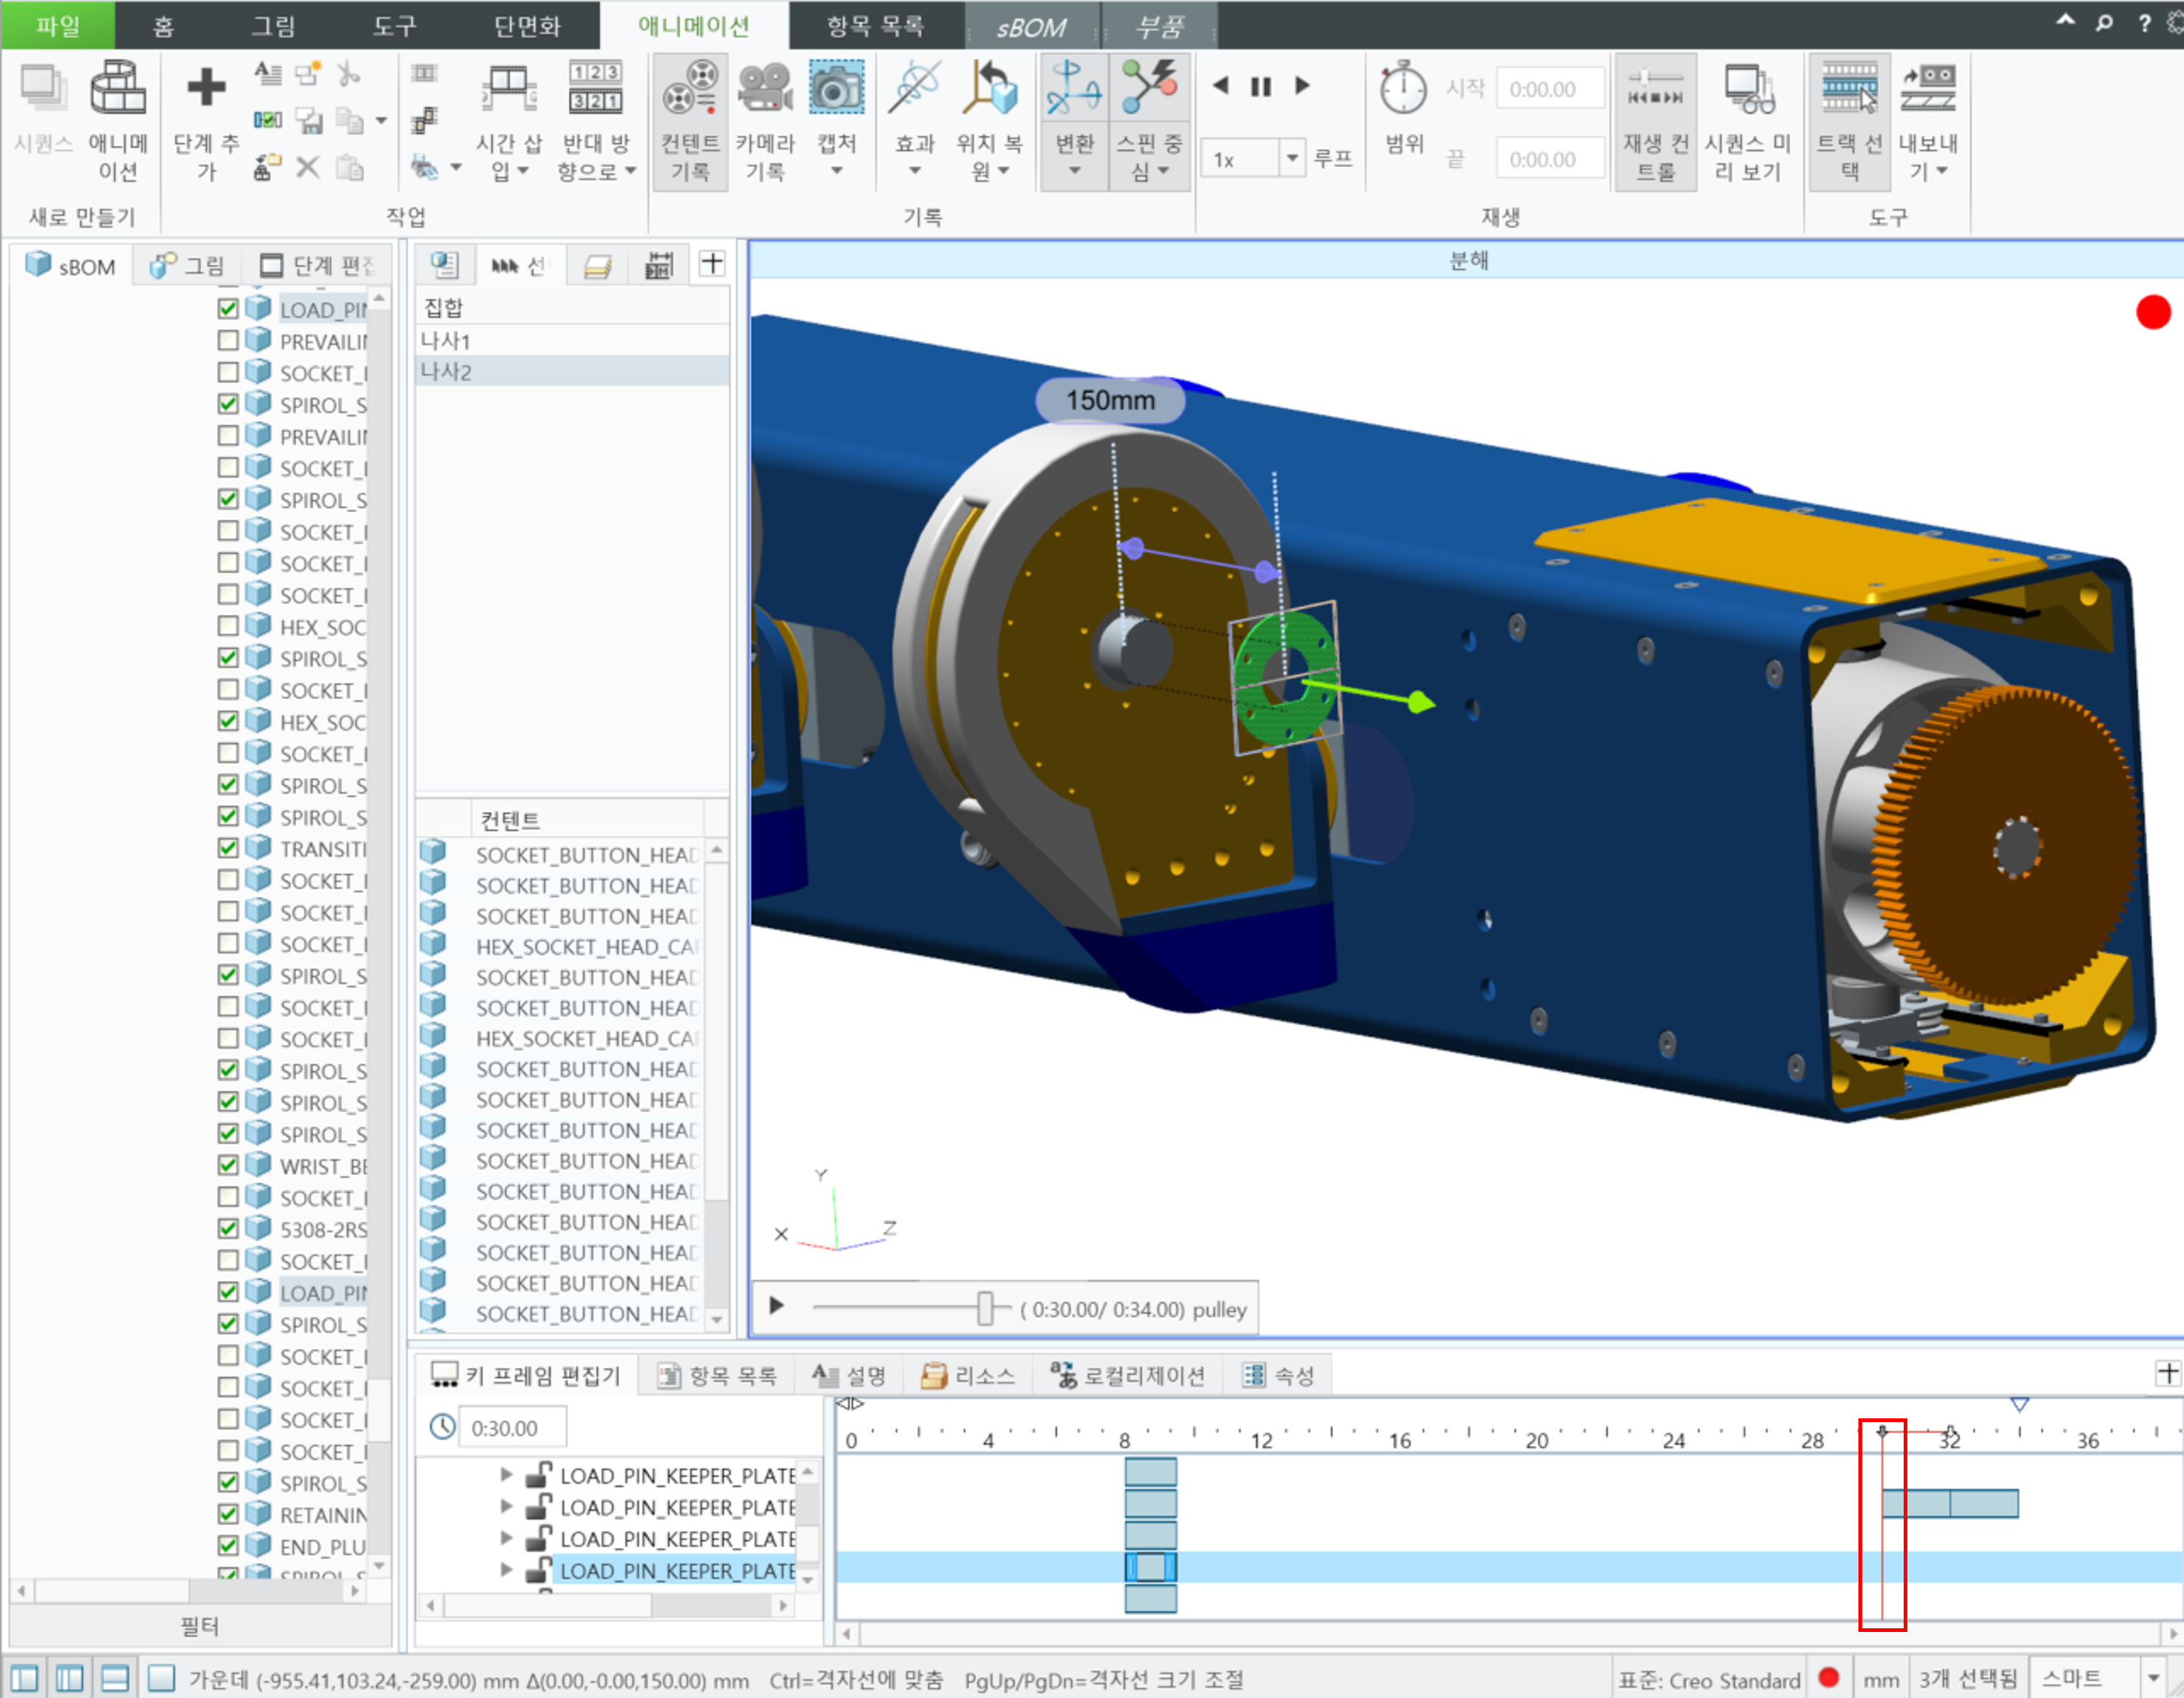 파일 홈 그림 도구 단면화 애니메이션 항목 목록 sBOM 부품
시퀀스 애니메이션 단계 추가 시간 삽입 반대 방향으로 컨텐트 기록 카메라 기록 캡처 효과 위치 복원 변환 스핀 중심
1x 루프 범위 시작 0:00.00
끝 0:00.00
재생 컨트롤 시퀀스 미리 보기 트랙 선택 내보내기
새로 만들기 작업 기록 재생 도구
sBOM 그림 단계 편집
LOAD_PIN
PREVAILI
SOCKET_
SPIROL_S
PREVAILI
SOCKET_
SPIROL_S
SOCKET_
SOCKET_
SOCKET_
HEX_SOC
SPIROL_S
SOCKET_
HEX_SOC
SOCKET_
SPIROL_S
SPIROL_S
TRANSITI
SOCKET_
SOCKET_
SOCKET_
SPIROL_S
SOCKET_
SOCKET_
SPIROL_S
SPIROL_S
SPIROL_S
WRIST_BE
SOCKET_
5308-2RS
SOCKET_
LOAD_PIN
SPIROL_S
SOCKET_
SOCKET_
SOCKET_
SOCKET_
SPIROL_S
RETAININ
END_PLU
SPIROL_S
필터
선
집합
나사1
나사2
컨텐트
SOCKET_BUTTON_HEAD
SOCKET_BUTTON_HEAD
SOCKET_BUTTON_HEAD
HEX_SOCKET_HEAD_CAP
SOCKET_BUTTON_HEAD
SOCKET_BUTTON_HEAD
HEX_SOCKET_HEAD_CAP
SOCKET_BUTTON_HEAD
SOCKET_BUTTON_HEAD
SOCKET_BUTTON_HEAD
SOCKET_BUTTON_HEAD
SOCKET_BUTTON_HEAD
SOCKET_BUTTON_HEAD
SOCKET_BUTTON_HEAD
SOCKET_BUTTON_HEAD
SOCKET_BUTTON_HEAD
분해
150mm
Y
X Z
( 0:30.00/ 0:34.00) pulley
키 프레임 편집기 항목 목록 설명 리소스 로컬리제이션 속성
0:30.00
0 4 8 12 16 20 24 28 32 36
LOAD_PIN_KEEPER_PLATE
LOAD_PIN_KEEPER_PLATE
LOAD_PIN_KEEPER_PLATE
LOAD_PIN_KEEPER_PLATE
가운데 (-955.41,103.24,-259.00) mm Δ(0.00,-0.00,150.00) mm Ctrl=격자선에 맞춤 PgUp/PgDn=격자선 크기 조절
표준: Creo Standard mm 3개 선택됨 스마트